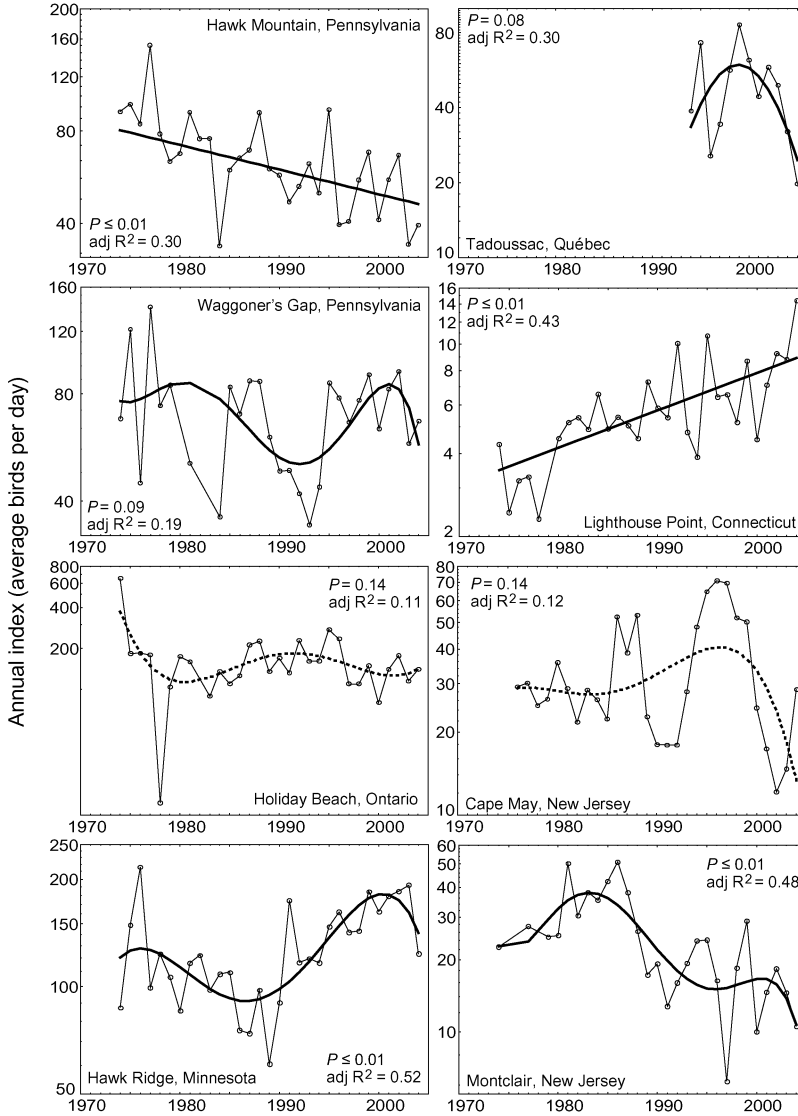 Annual index (average birds per day)
Hawk Mountain, Pennsylvania
200
160
120
80
40
P ≤ 0.01
adj R² = 0.30
1970 1980 1990 2000
P = 0.08
adj R² = 0.30
80
40
20
10
Tadoussac, Québec
1970 1980 1990 2000
Waggoner's Gap, Pennsylvania
160
120
80
40
P = 0.09
adj R² = 0.19
1970 1980 1990 2000
P ≤ 0.01
adj R² = 0.43
16
14
12
10
8
6
4
2
Lighthouse Point, Connecticut
1970 1980 1990 2000
800
600
400
200
P = 0.14
adj R² = 0.11
Holiday Beach, Ontario
1970 1980 1990 2000
P = 0.14
adj R² = 0.12
80
70
60
50
40
30
20
10
Cape May, New Jersey
1970 1980 1990 2000
250
200
150
100
50
P ≤ 0.01
adj R² = 0.52
Hawk Ridge, Minnesota
1970 1980 1990 2000
P ≤ 0.01
adj R² = 0.48
60
50
40
30
20
10
Montclair, New Jersey
1970 1980 1990 2000